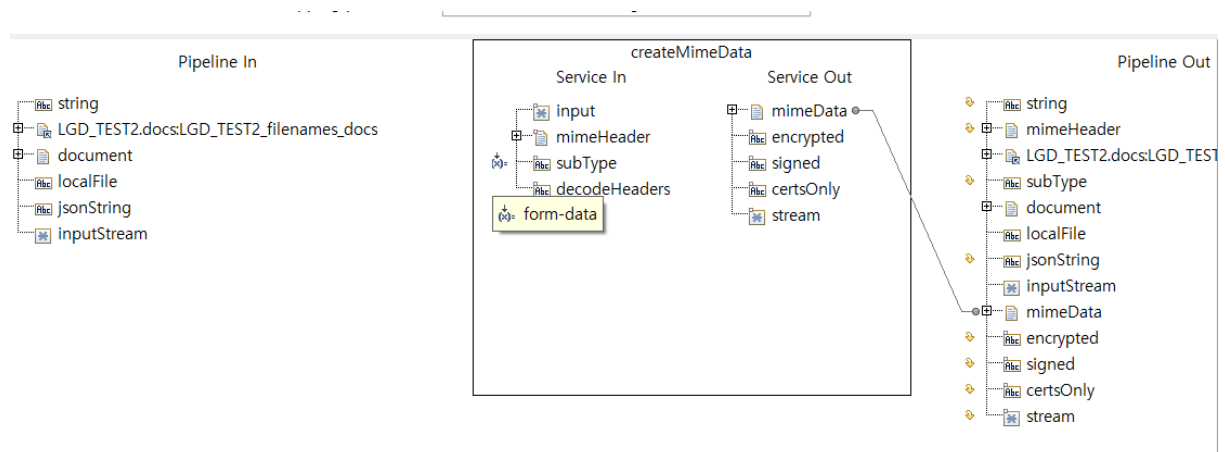 Pipeline In
string
LGD_TEST2.docs:LGD_TEST2_filenames_docs
document
localFile
jsonString
inputStream
createMimeData
Service In
input
mimeHeader
subType
decodeHeaders
form-data
Service Out
mimeData
encrypted
signed
certsOnly
stream
Pipeline Out
string
mimeHeader
LGD_TEST2.docs:LGD_TEST
subType
document
localFile
jsonString
inputStream
mimeData
encrypted
signed
certsOnly
stream